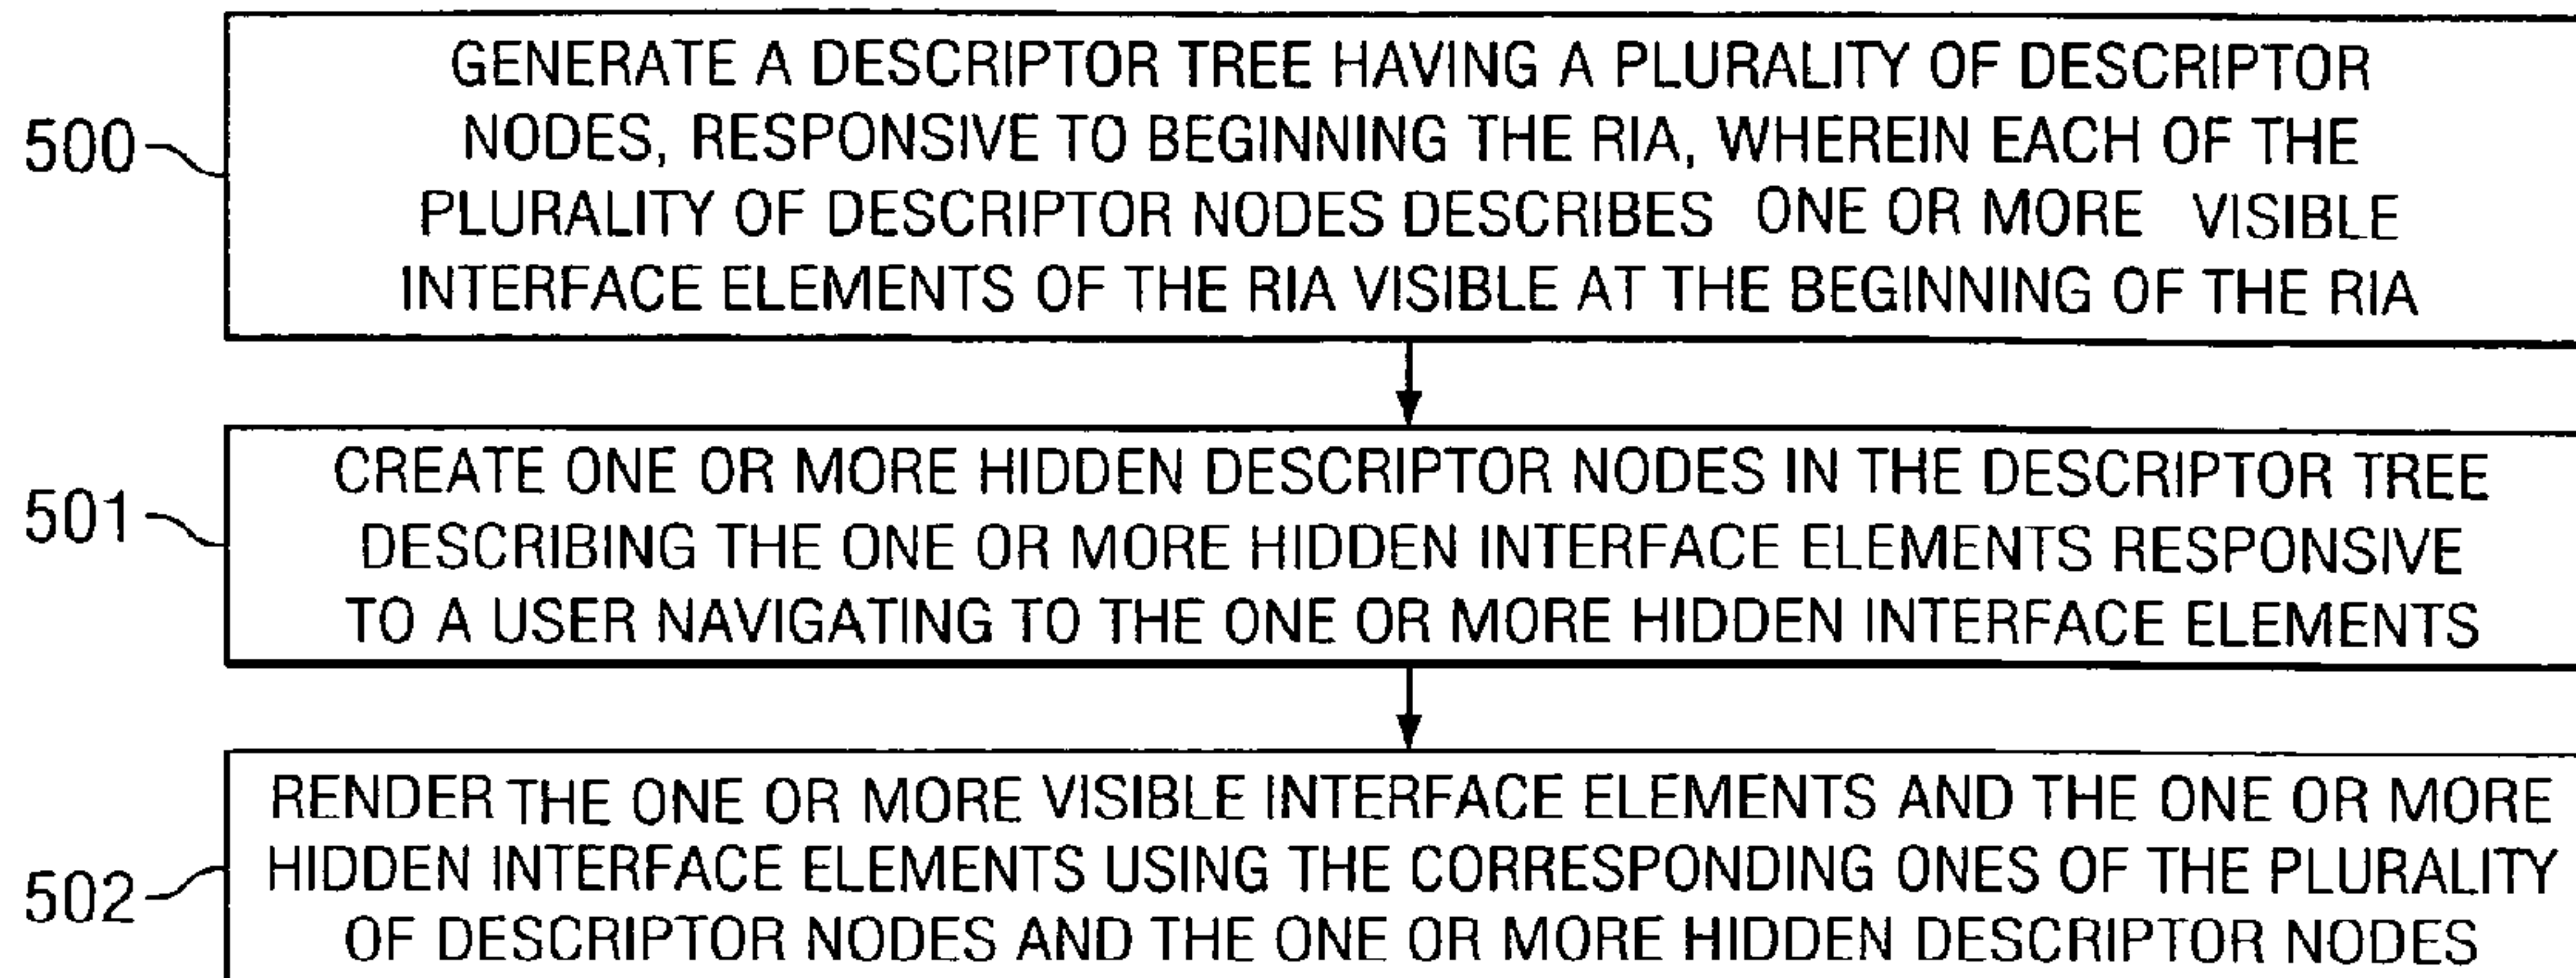 500
GENERATE A DESCRIPTOR TREE HAVING A PLURALITY OF DESCRIPTOR
NODES, RESPONSIVE TO BEGINNING THE RIA, WHEREIN EACH OF THE
PLURALITY OF DESCRIPTOR NODES DESCRIBES ONE OR MORE VISIBLE
INTERFACE ELEMENTS OF THE RIA VISIBLE AT THE BEGINNING OF THE RIA
501
CREATE ONE OR MORE HIDDEN DESCRIPTOR NODES IN THE DESCRIPTOR TREE
DESCRIBING THE ONE OR MORE HIDDEN INTERFACE ELEMENTS RESPONSIVE
TO A USER NAVIGATING TO THE ONE OR MORE HIDDEN INTERFACE ELEMENTS
502
RENDER THE ONE OR MORE VISIBLE INTERFACE ELEMENTS AND THE ONE OR MORE
HIDDEN INTERFACE ELEMENTS USING THE CORRESPONDING ONES OF THE PLURALITY
OF DESCRIPTOR NODES AND THE ONE OR MORE HIDDEN DESCRIPTOR NODES